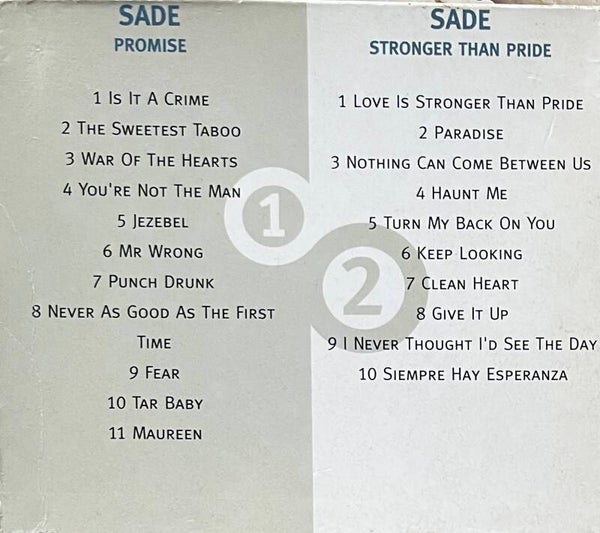 SADE
PROMISE
1 IS IT A CRIME
2 THE SWEETEST TABOO
3 WAR OF THE HEARTS
4 YOU'RE NOT THE MAN
5 JEZEBEL
6 MR WRONG
7 PUNCH DRUNK
8 NEVER AS GOOD AS THE FIRST
TIME
9 FEAR
10 TAR BABY
11 MAUREEN
1
SADE
STRONGER THAN PRIDE
1 LOVE IS STRONGER THAN PRIDE
2 PARADISE
3 NOTHING CAN COME BETWEEN US
4 HAUNT ME
5 TURN MY BACK ON YOU
6 KEEP LOOKING
7 CLEAN HEART
8 GIVE IT UP
9 I NEVER THOUGHT I'D SEE THE DAY
10 SIEMPRE HAY ESPERANZA
2